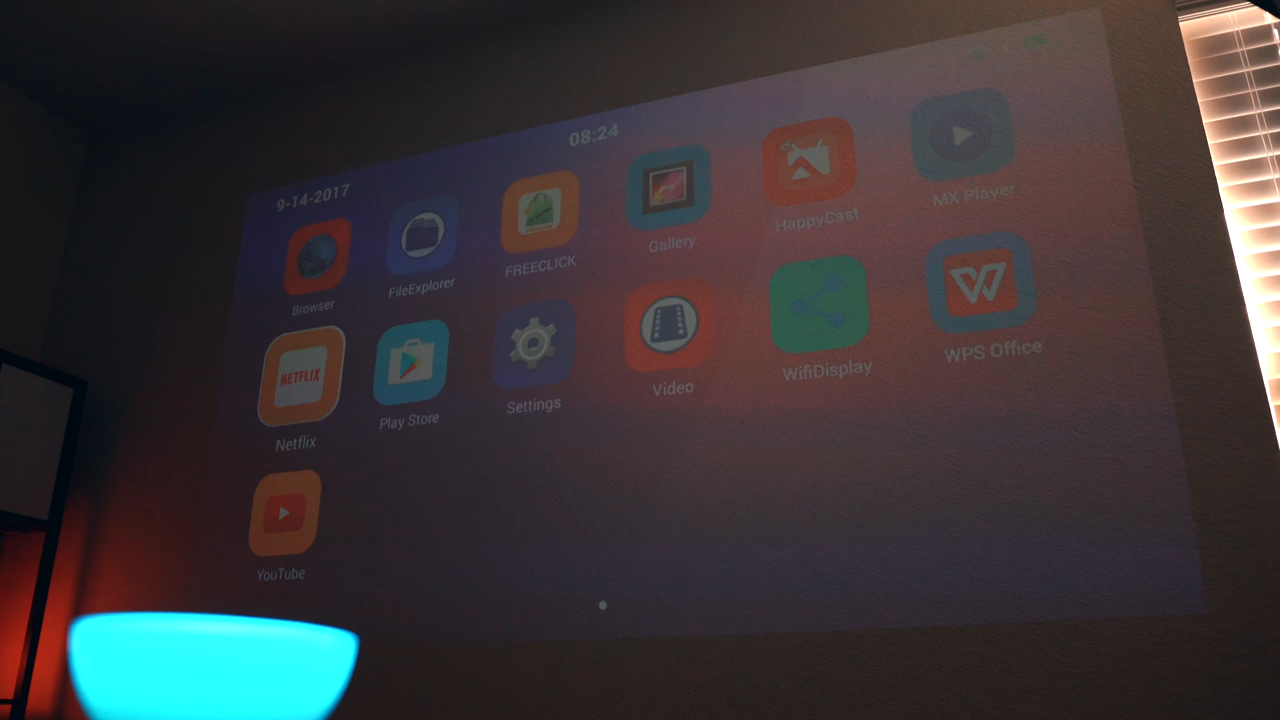 08:24
9-14-2017
Browser
FileExplorer
FREECLICK
Gallery
HappyCast
MX Player
NETFLIX
Netflix
Play Store
Settings
Video
WifiDisplay
WPS Office
YouTube